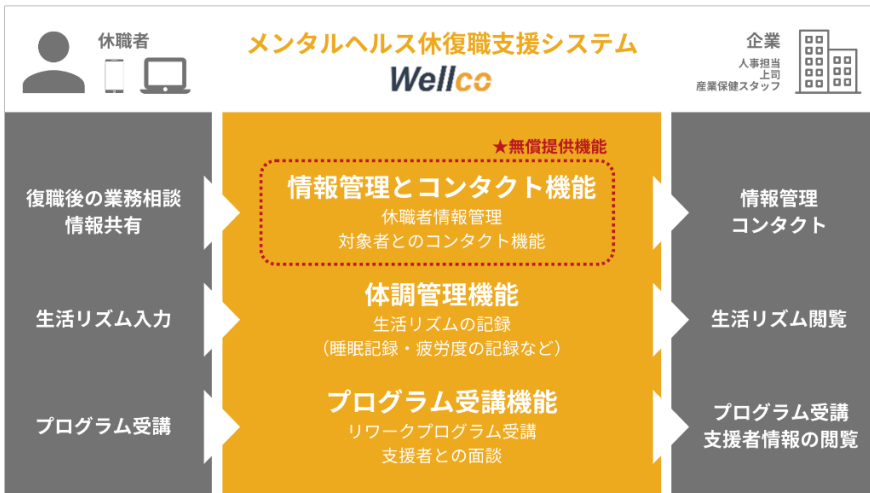 休職者
メンタルヘルス休復職支援システム
Wellco
企業
人事担当
上司
産業保健スタッフ
★無償提供機能
復職後の業務相談
情報共有
情報管理とコンタクト機能
休職者情報管理
対象者とのコンタクト機能
情報管理
コンタクト
生活リズム入力
体調管理機能
生活リズムの記録
（睡眠記録・疲労度の記録など）
生活リズム閲覧
プログラム受講
プログラム受講機能
リワークプログラム受講
支援者との面談
プログラム受講
支援者情報の閲覧